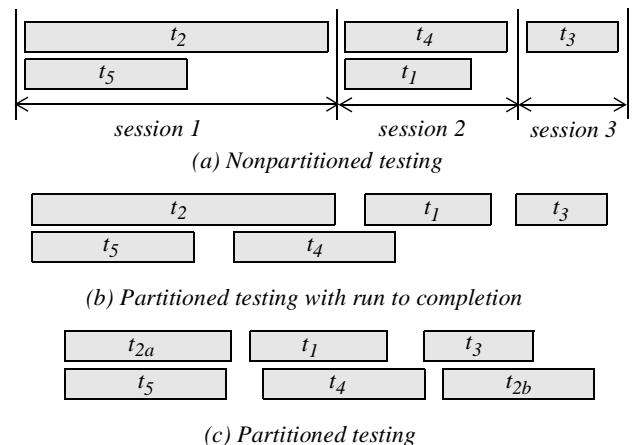 t2 t4 t3
t5 t1
session 1 session 2 session 3
(a) Nonpartitioned testing
t2 t1 t3
t5 t4
(b) Partitioned testing with run to completion
t2a t1 t3
t5 t4 t2b
(c) Partitioned testing